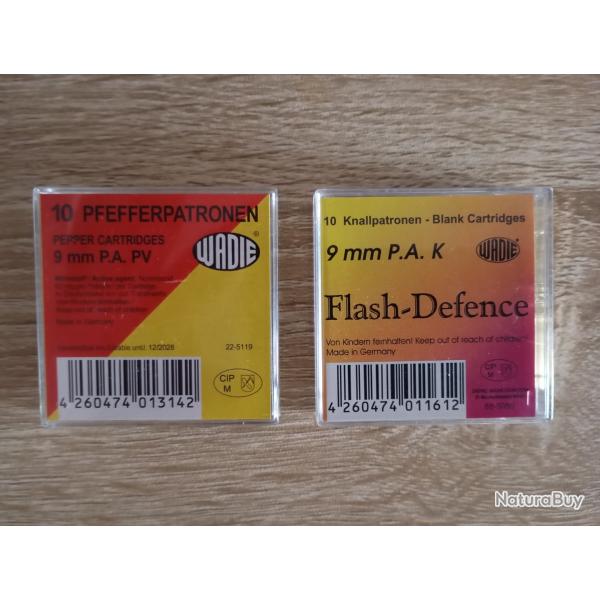 10 PFEFFERPATRONEN
PEPPER CARTRIDGES
9 mm P.A. PV
WADIE ®
Made in Germany
12/2026
22-5119
CIP
M
4 260474 013142
10 Knallpatronen - Blank Cartridges
9 mm P.A. K
WADIE ®
Flash-Defence
Von Kindern fernhalten! Keep out of reach of children!
Made in Germany
CIP
M
4 260474 011612
NaturaBuy